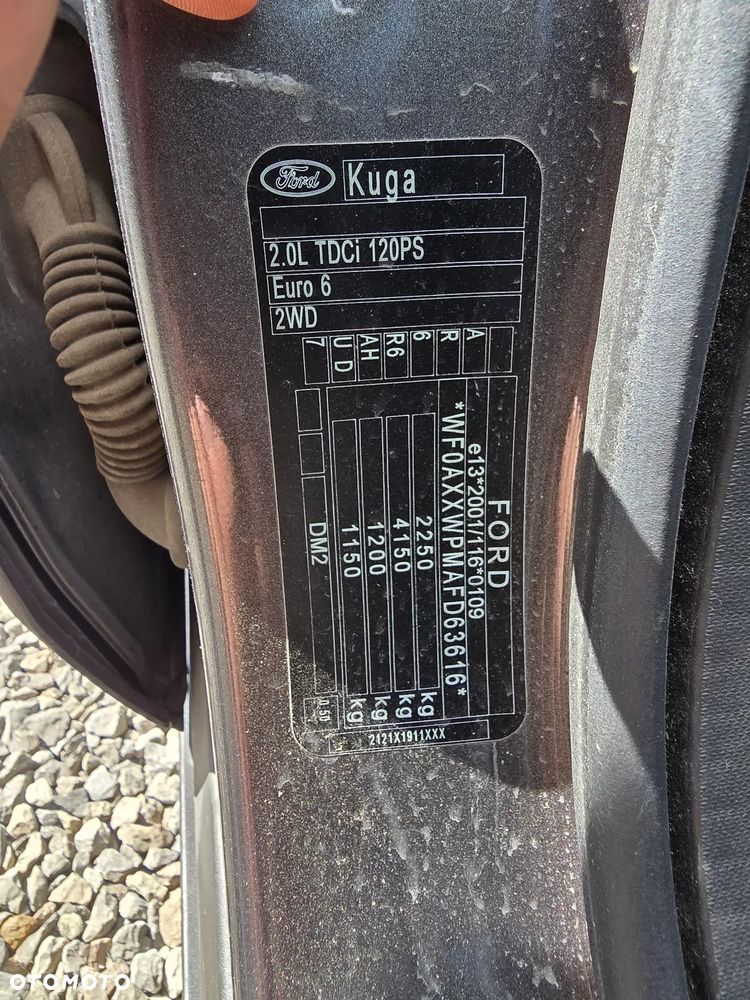 Ford
Kuga
2.0L TDCi 120PS
Euro 6
2WD
A
R
6
R6
AH
U D
7
FORD
e13*2001/116*0109
*WF0AXXWPMAFD63616*
2250 kg
4150 kg
1200 kg
1150 kg
DM2
2121X1911XXX
OTOMOTO